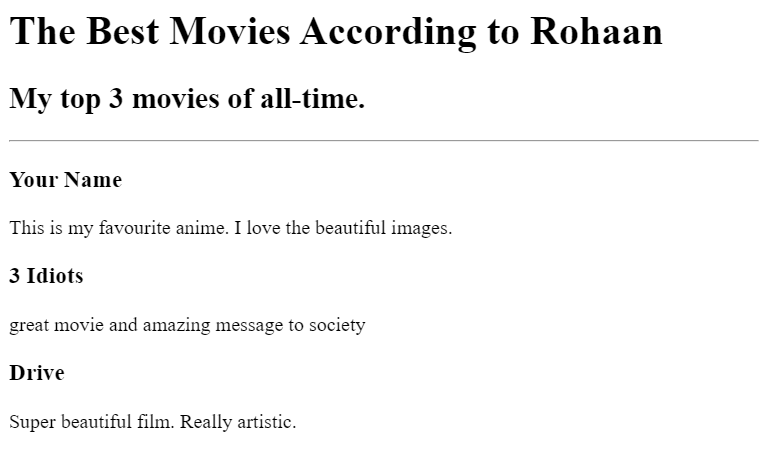 The Best Movies According to Rohaan
My top 3 movies of all-time.
Your Name
This is my favourite anime. I love the beautiful images.
3 Idiots
great movie and amazing message to society
Drive
Super beautiful film. Really artistic.